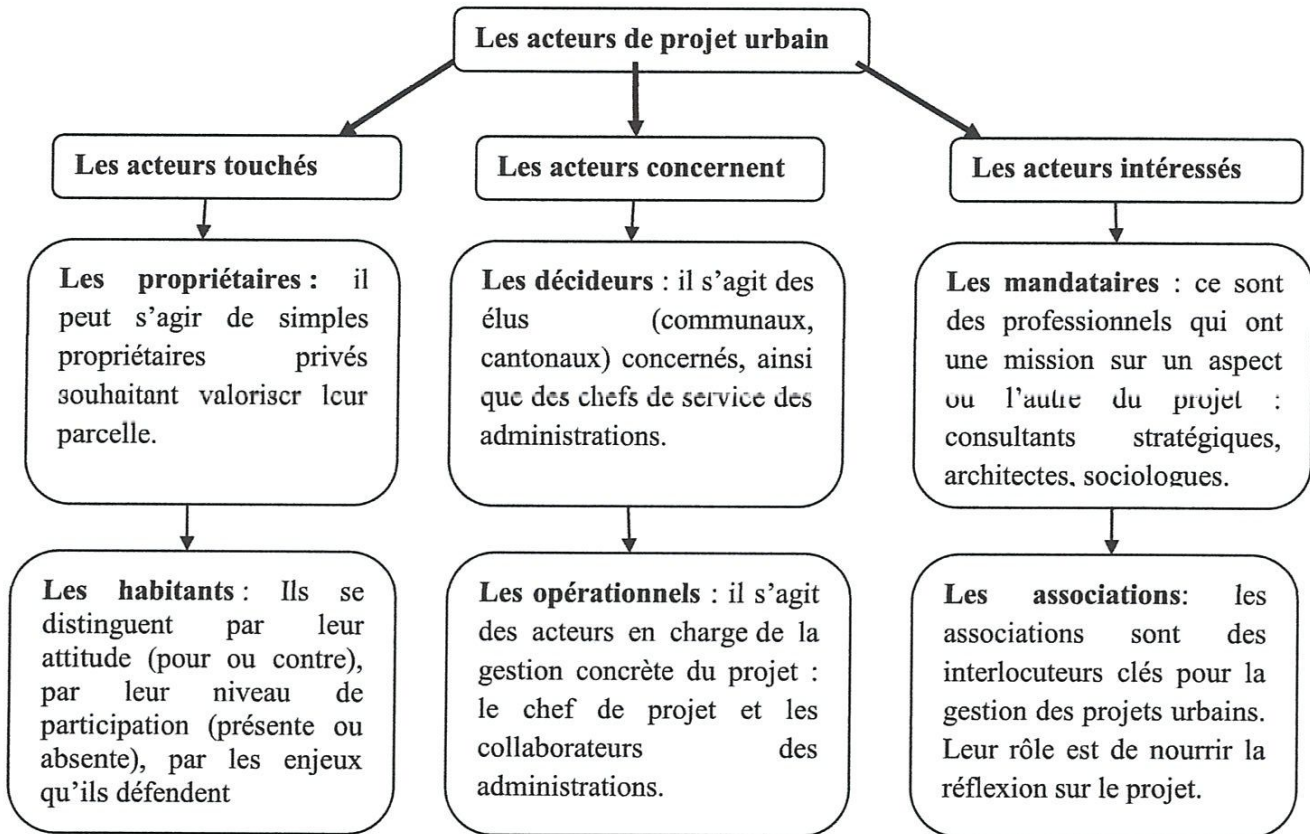 Les acteurs de projet urbain
Les acteurs touchés
Les acteurs concernent
Les acteurs intéressés
Les propriétaires : il
peut s'agir de simples
propriétaires privés
souhaitant valoriser leur
parcelle.
Les décideurs : il s'agit des
élus (communaux,
cantonaux) concernés, ainsi
que des chefs de service des
administrations.
Les mandataires : ce sont
des professionnels qui ont
une mission sur un aspect
ou l'autre du projet :
consultants stratégiques,
architectes, sociologues.
Les habitants : Ils se
distinguent par leur
attitude (pour ou contre),
par leur niveau de
participation (présente ou
absente), par les enjeux
qu'ils défendent
Les opérationnels : il s'agit
des acteurs en charge de la
gestion concrète du projet :
le chef de projet et les
collaborateurs des
administrations.
Les associations: les
associations sont des
interlocuteurs clés pour la
gestion des projets urbains.
Leur rôle est de nourrir la
réflexion sur le projet.